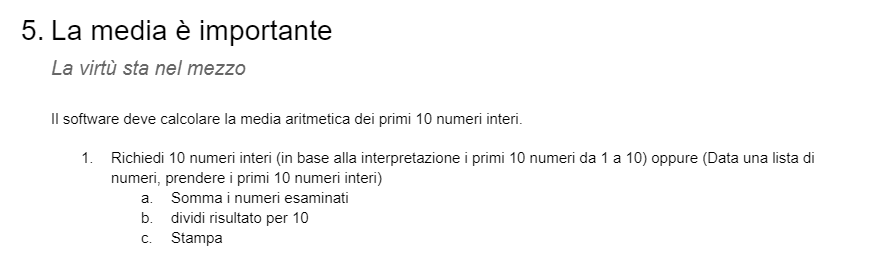 5. La media è importante
La virtù sta nel mezzo
Il software deve calcolare la media aritmetica dei primi 10 numeri interi.
1. Richiedi 10 numeri interi (in base alla interpretazione i primi 10 numeri da 1 a 10) oppure (Data una lista di
numeri, prendere i primi 10 numeri interi)
a. Somma i numeri esaminati
b. dividi risultato per 10
c. Stampa